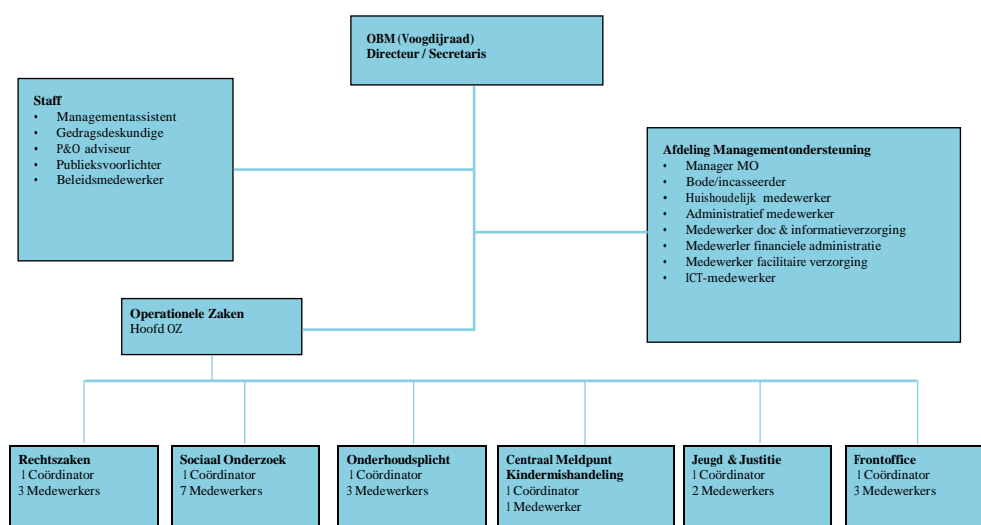 OBM (Voogdijraad)
Directeur / Secretaris
Staff
• Managementassistent
• Gedragsdeskundige
• P&O adviseur
• Publieksvoorlichter
• Beleidsmedewerker
Afdeling Managementondersteuning
• Manager MO
• Bode/incasseerder
• Huishoudelijk medewerker
• Administratief medewerker
• Medewerker doc & informatieverzorging
• Medewerler financiele administratie
• Medewerker facilitaire verzorging
• ICT-medewerker
Operationele Zaken
Hoofd OZ
Rechtszaken
1 Coördinator
3 Medewerkers
Sociaal Onderzoek
1 Coördinator
7 Medewerkers
Onderhoudsplicht
1 Coördinator
3 Medewerkers
Centraal Meldpunt
Kindermishandeling
1 Coördinator
1 Medewerker
Jeugd & Justitie
1 Coördinator
2 Medewerkers
Frontoffice
1 Coördinator
3 Medewerkers